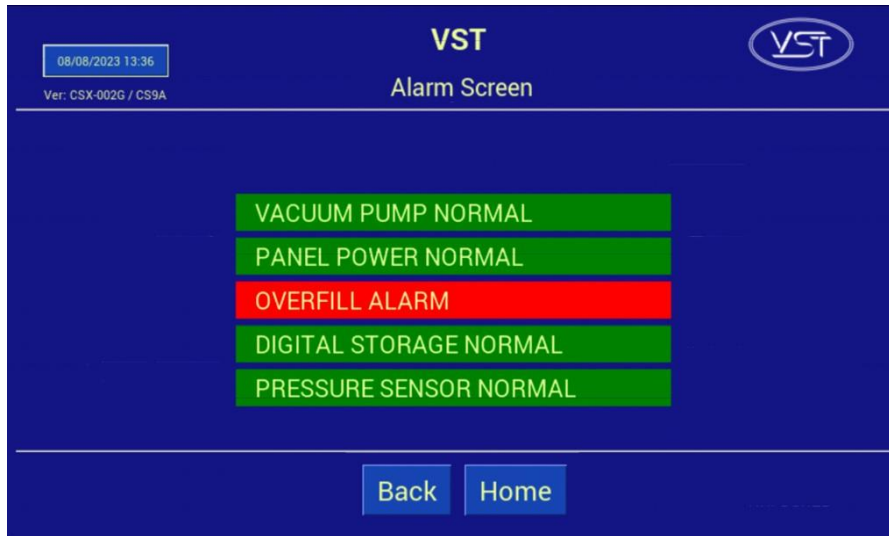 VST
Alarm Screen
08/08/2023 13:36
Ver: CSX-002G / CS9A
VST
VACUUM PUMP NORMAL
PANEL POWER NORMAL
OVERFILL ALARM
DIGITAL STORAGE NORMAL
PRESSURE SENSOR NORMAL
Back
Home